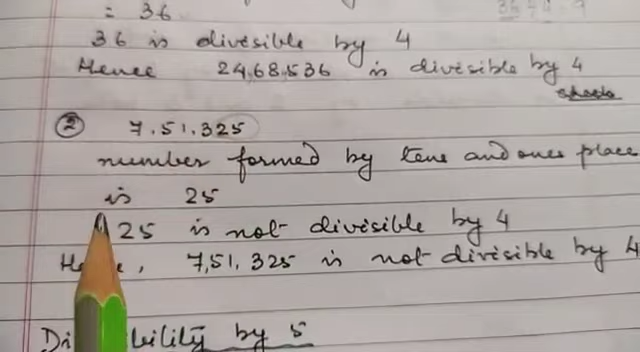 = 36
36 is divisible by 4
Hence 24,68,536 is divisible by 4
② 7,51,325
number formed by tens and ones place
is 25
25 is not divisible by 4
7,51,325 is not divisible by 4
by 5